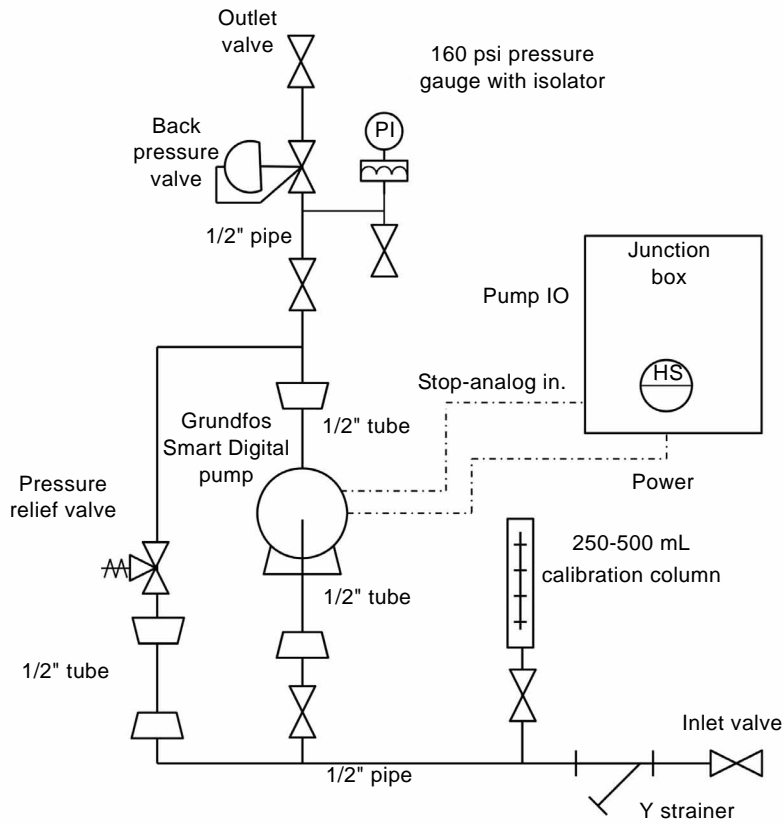 Outlet
valve
160 psi pressure
gauge with isolator
PI
Back
pressure
valve
1/2" pipe
Junction
box
Pump IO
HS
Stop-analog in.
1/2" tube
Grundfos
Smart Digital
pump
Power
Pressure
relief valve
250-500 mL
calibration column
1/2" tube
1/2" tube
Inlet valve
1/2" pipe
Y strainer